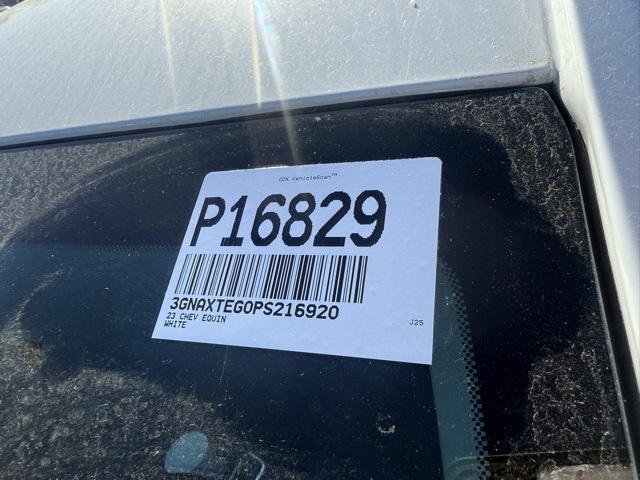 CDK VehicleScan™
P16829
3GNAXTEG0PS216920
23 CHEV EQUIN
WHITE
J25